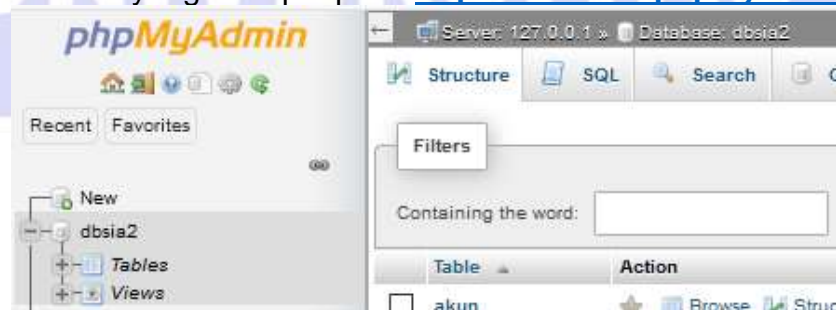 phpMyAdmin
Recent Favorites
New
dbsia2
Tables
Views
Server: 127.0.0.1 » Database: dbsia2
Structure SQL Search
Filters
Containing the word:
Table Action
akun Browse Struc